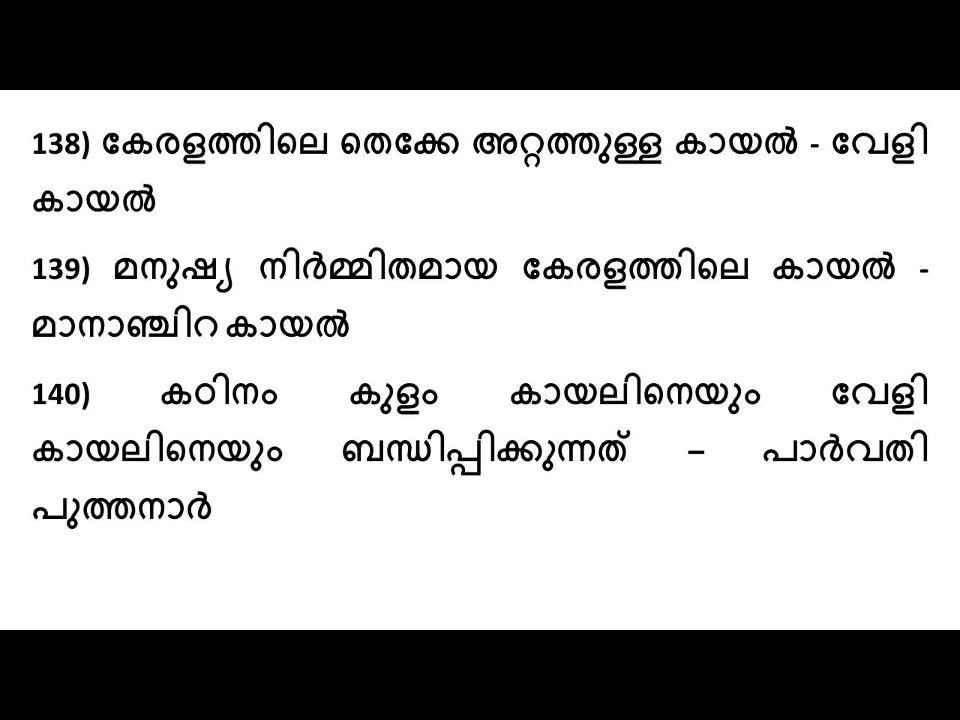 138) കേരളത്തിലെ തെക്കേ അറ്റത്തുള്ള കായൽ - വേളി
കായൽ
139) മനുഷ്യ നിർമ്മിതമായ കേരളത്തിലെ കായൽ -
മാനാഞ്ചിറ കായൽ
140) കഠിനം കുളം കായലിനെയും വേളി
കായലിനെയും ബന്ധിപ്പിക്കുന്നത് – പാർവതി
പുത്തനാർ